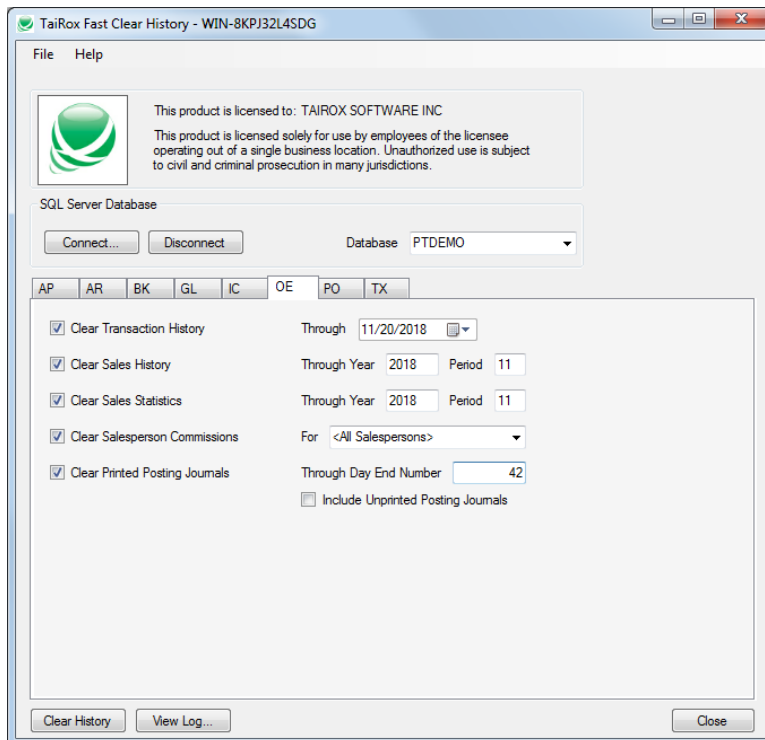 TaiRox Fast Clear History - WIN-8KPJ32L4SDG
File Help
This product is licensed to: TAIROX SOFTWARE INC
This product is licensed solely for use by employees of the licensee
operating out of a single business location. Unauthorized use is subject
to civil and criminal prosecution in many jurisdictions.
SQL Server Database
Connect... Disconnect Database PTDEMO
AP AR BK GL IC OE PO TX
Clear Transaction History Through 11/20/2018
Clear Sales History Through Year 2018 Period 11
Clear Sales Statistics Through Year 2018 Period 11
Clear Salesperson Commissions For <All Salespersons>
Clear Printed Posting Journals Through Day End Number 42
Include Unprinted Posting Journals
Clear History View Log... Close